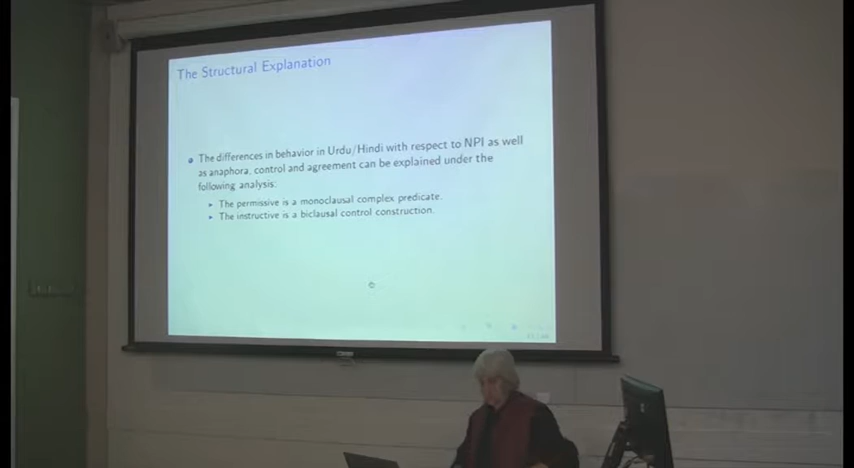 The Structural Explanation
The differences in behavior in Urdu/Hindi with respect to NPI as well
as anaphora, control and agreement can be explained under the
following analysis:
The permissive is a monoclausal complex predicate.
The instructive is a biclausal control construction.